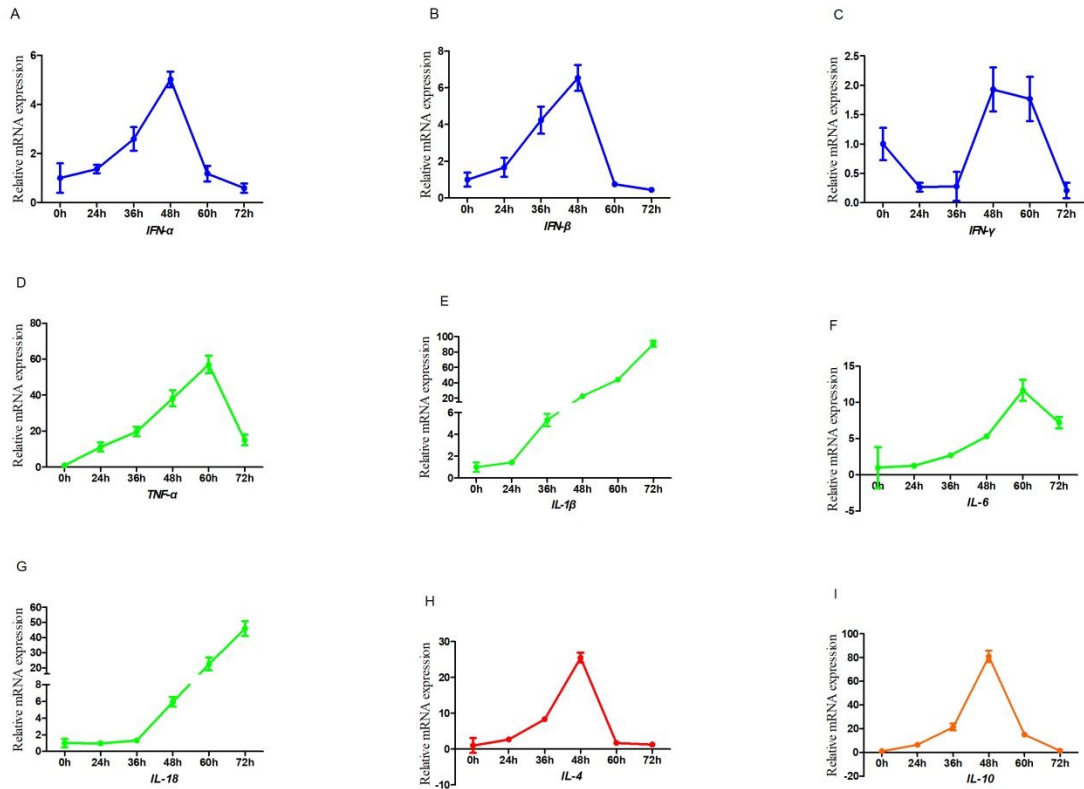 A
Relative mRNA expression
6
4
2
0
0h 24h 36h 48h 60h 72h
IFN-α
B
Relative mRNA expression
8
6
4
2
0
0h 24h 36h 48h 60h 72h
IFN-β
C
Relative mRNA expression
2.5
2.0
1.5
1.0
0.5
0.0
0h 24h 36h 48h 60h 72h
IFN-γ
D
Relative mRNA expression
80
60
40
20
0
0h 24h 36h 48h 60h 72h
TNF-α
E
Relative mRNA expression
100
80
60
40
20
6
4
2
0
0h 24h 36h 48h 60h 72h
IL-1β
F
Relative mRNA expression
15
10
5
0
-5
0h 24h 36h 48h 60h 72h
IL-6
G
Relative mRNA expression
60
50
40
30
20
8
6
4
2
0
0h 24h 36h 48h 60h 72h
IL-18
H
Relative mRNA expression
30
20
10
0
-10
0h 24h 36h 48h 60h 72h
IL-4
I
Relative mRNA expression
100
80
60
40
20
0
-20
0h 24h 36h 48h 60h 72h
IL-10